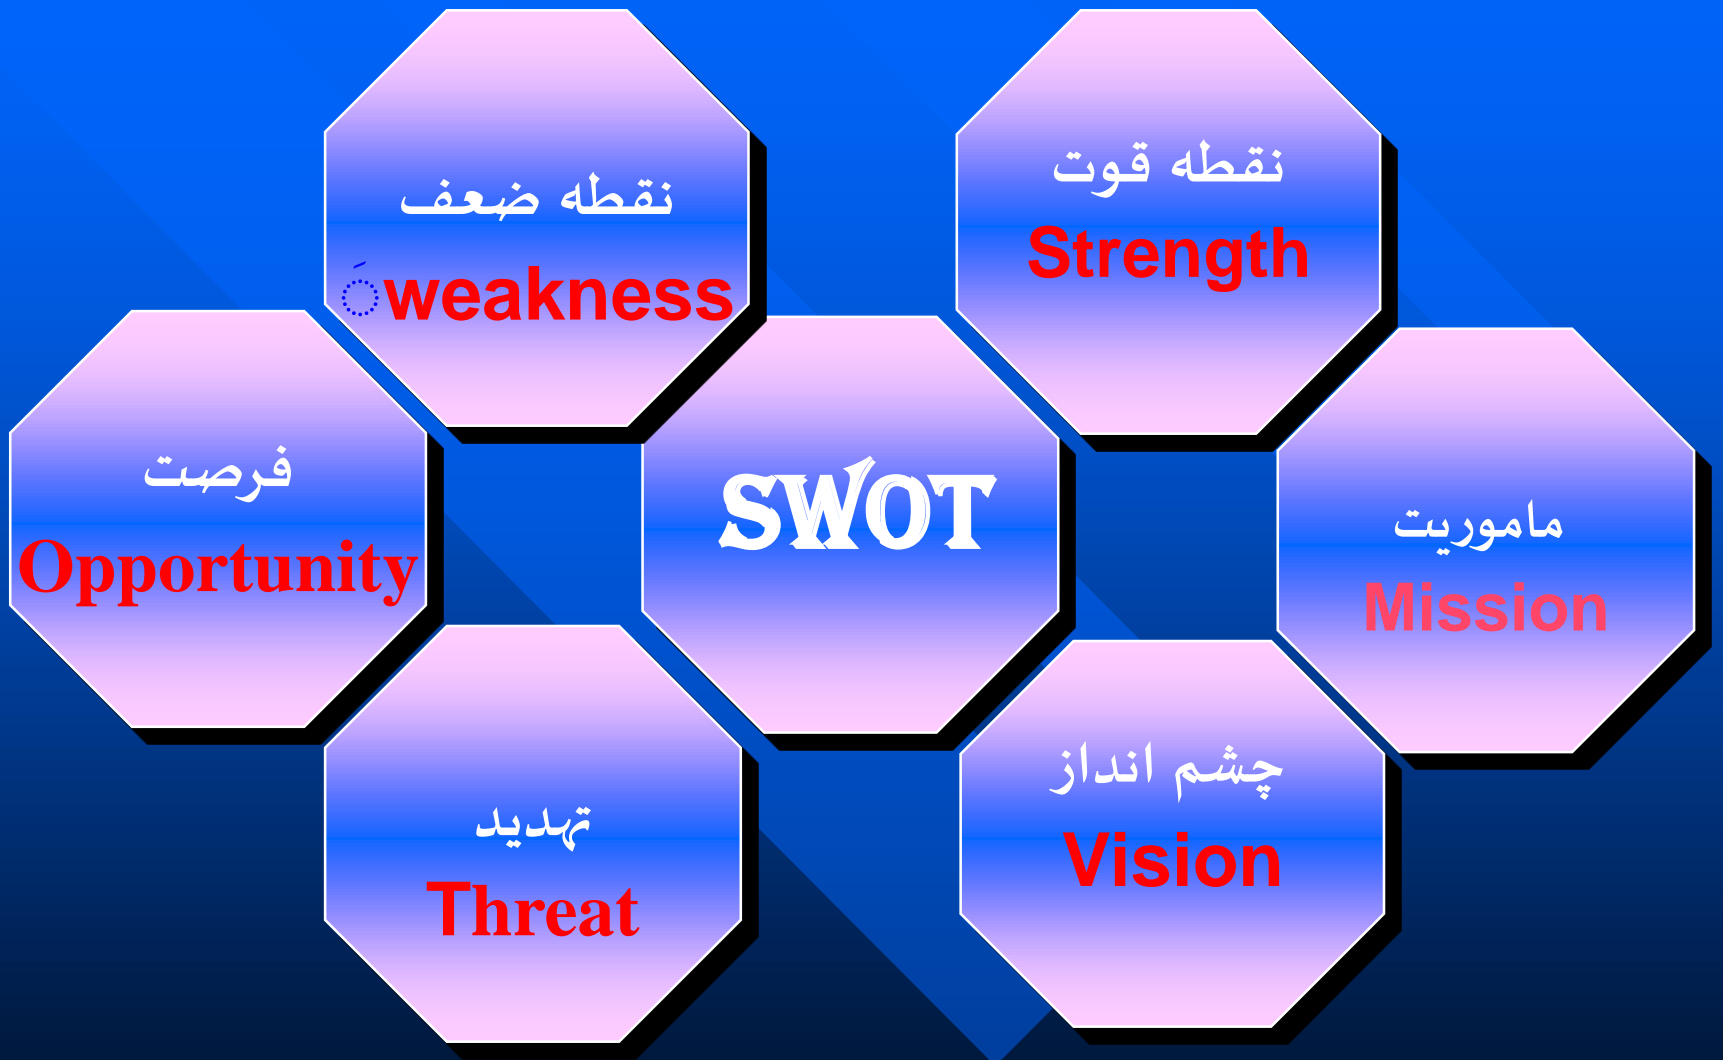 نقطه ضعف
َweakness
نقطه قوت
Strength
فرصت
Opportunity
SWOT
ماموریت
Mission
تهدید
Threat
چشم انداز
Vision